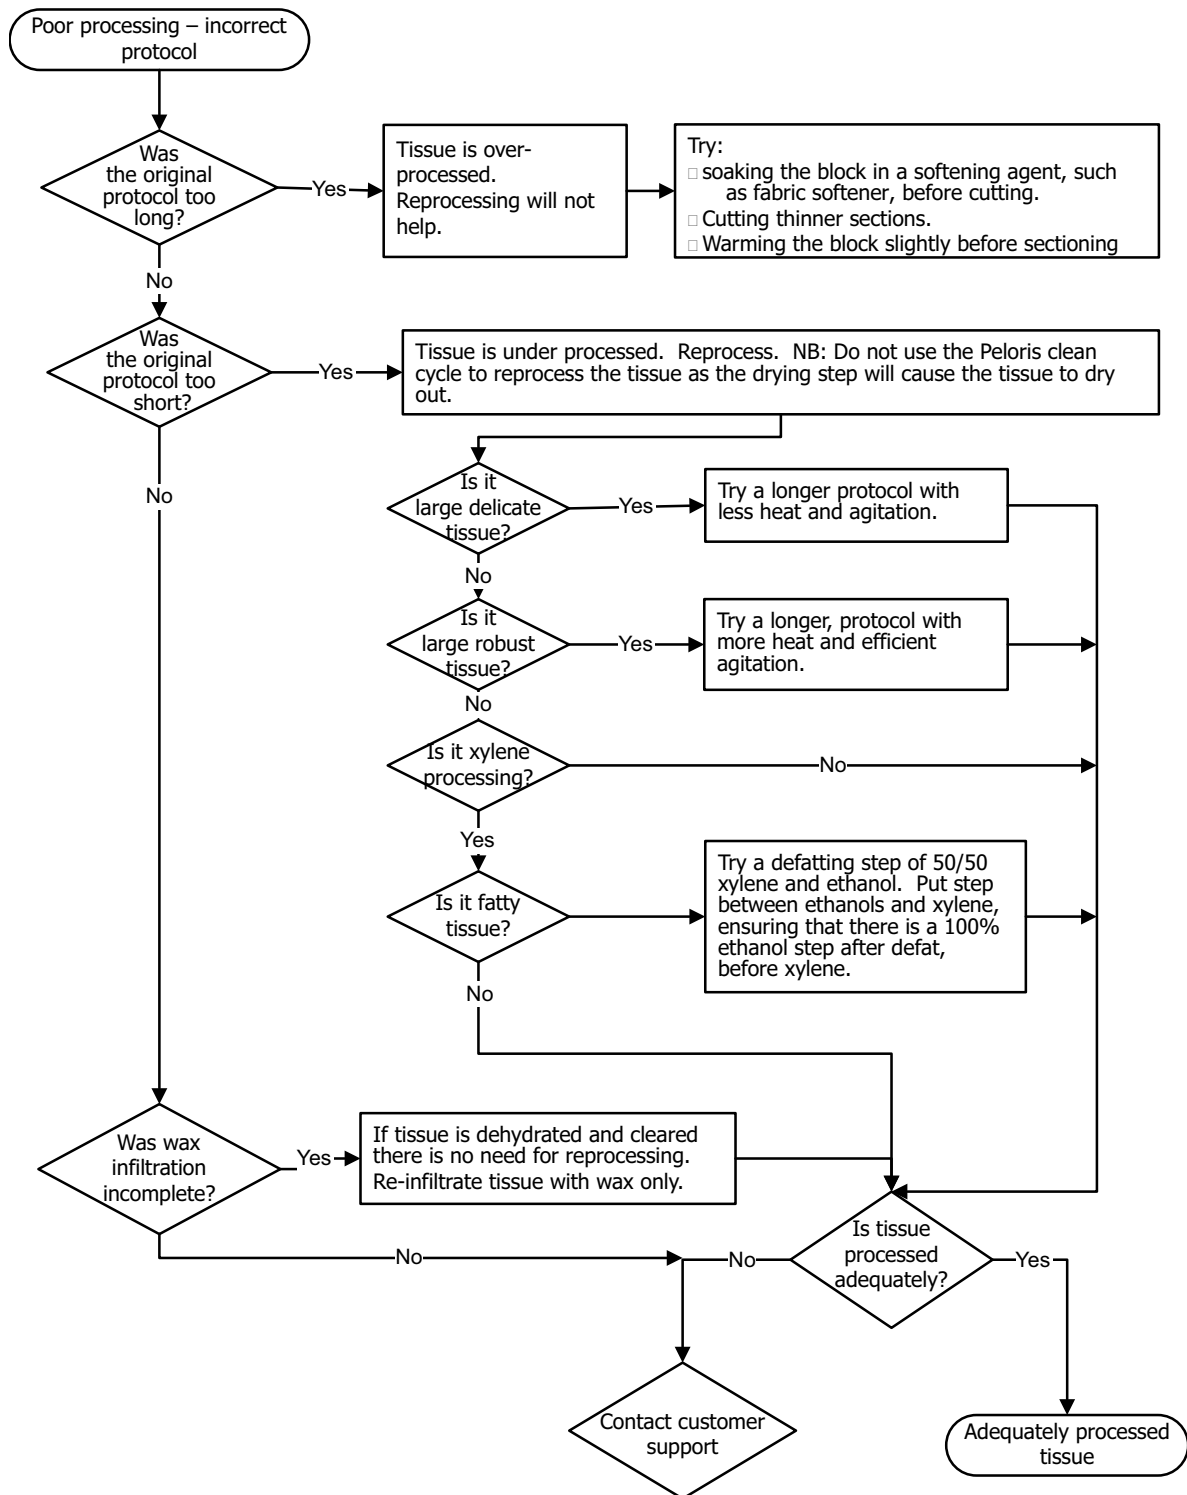 Poor processing – incorrect
protocol
Was
the original
protocol too
long?
Yes
Tissue is over-
processed.
Reprocessing will not
help.
Try:
□ soaking the block in a softening agent, such
as fabric softener, before cutting.
□ Cutting thinner sections.
□ Warming the block slightly before sectioning
No
Was
the original
protocol too
short?
Yes
Tissue is under processed.  Reprocess.  NB: Do not use the Peloris clean
cycle to reprocess the tissue as the drying step will cause the tissue to dry
out.
No
Is it
large delicate
tissue?
Yes
Try a longer protocol with
less heat and agitation.
No
Is it
large robust
tissue?
Yes
Try a longer, protocol with
more heat and efficient
agitation.
No
Is it xylene
processing?
No
Yes
Is it fatty
tissue?
Try a defatting step of 50/50
xylene and ethanol.  Put step
between ethanols and xylene,
ensuring that there is a 100%
ethanol step after defat,
before xylene.
No
Was wax
infiltration
incomplete?
Yes
If tissue is dehydrated and cleared
there is no need for reprocessing.
Re-infiltrate tissue with wax only.
No
Is tissue
processed
adequately?
No
Yes
Contact customer
support
Adequately processed
tissue